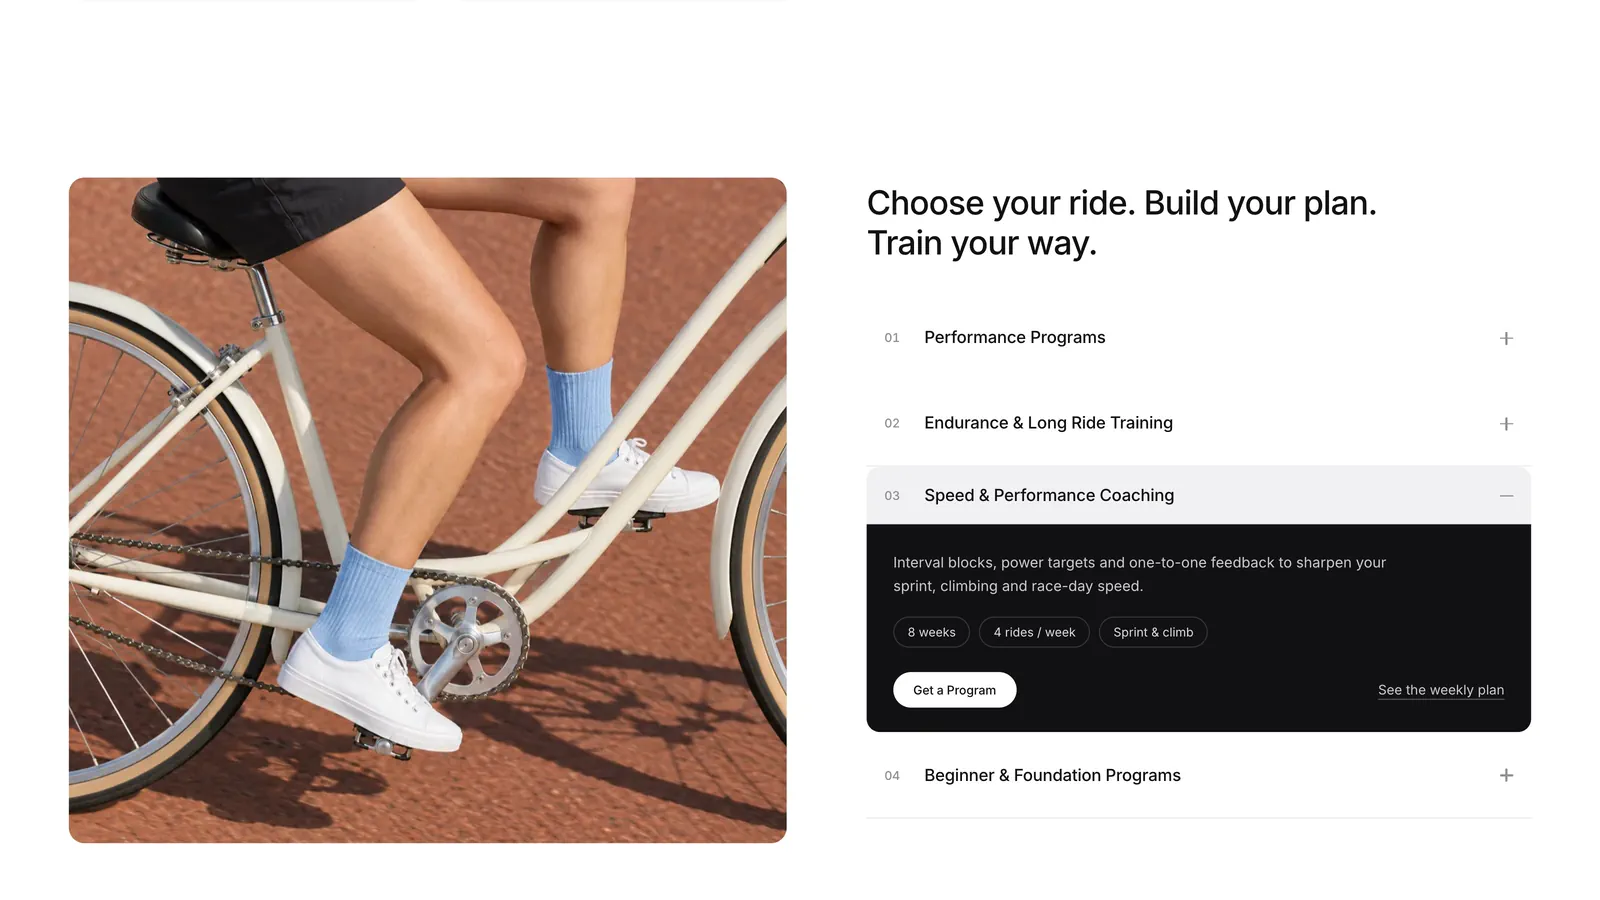 Choose your ride. Build your plan.
Train your way.
01 Performance Programs
02 Endurance & Long Ride Training
03 Speed & Performance Coaching
Interval blocks, power targets and one-to-one feedback to sharpen your
sprint, climbing and race-day speed.
8 weeks 4 rides / week Sprint & climb
Get a Program See the weekly plan
04 Beginner & Foundation Programs